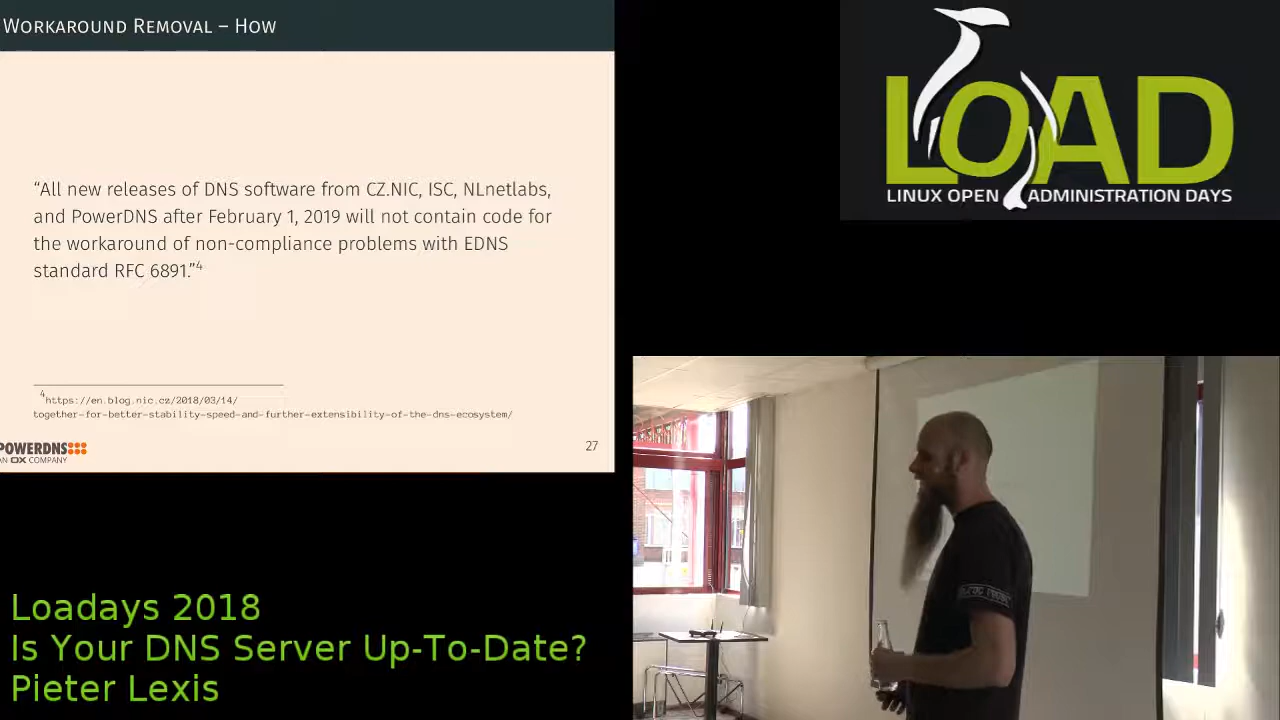 WORKAROUND REMOVAL – HOW
“All new releases of DNS software from CZ.NIC, ISC, NLnetlabs,
and PowerDNS after February 1, 2019 will not contain code for
the workaround of non-compliance problems with EDNS
standard RFC 6891.”4
4https://en.blog.nic.cz/2018/03/14/
together-for-better-stability-speed-and-further-extensibility-of-the-dns-ecosystem/
POWERDNS
AN OX COMPANY
27
LOAD
LINUX OPEN ADMINISTRATION DAYS
Loadays 2018
Is Your DNS Server Up-To-Date?
Pieter Lexis